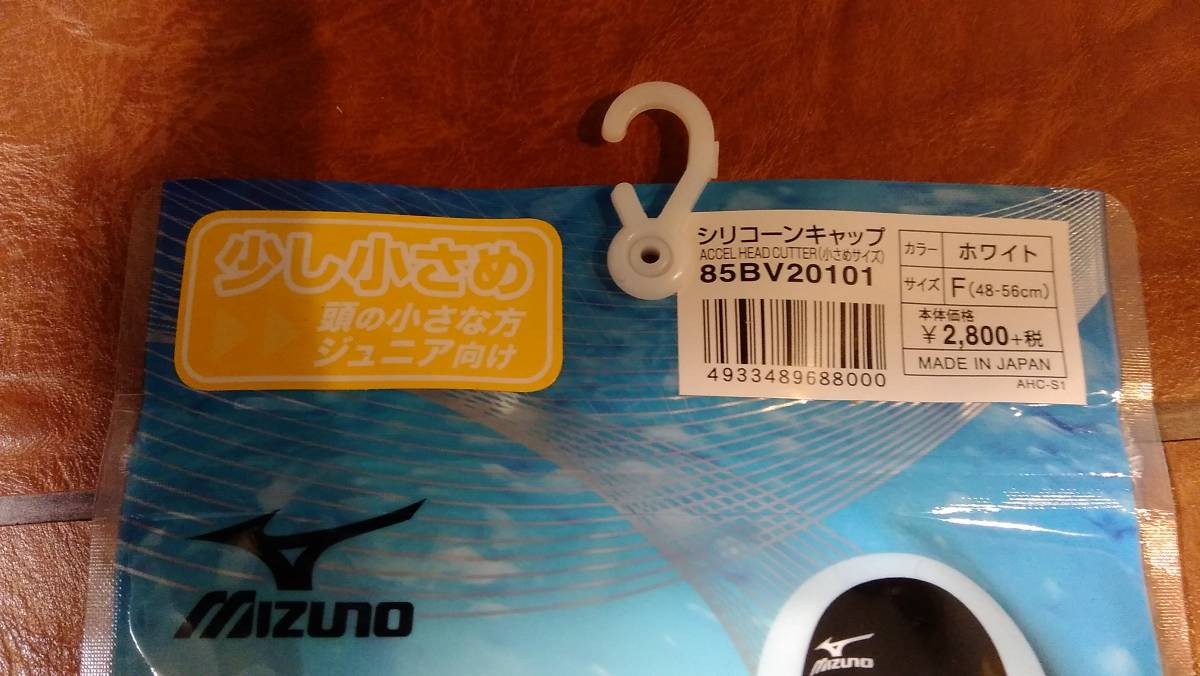 少し小さめ
頭の小さな方
ジュニア向け
シリコーンキャップ
ACCEL HEAD CUTTER(小さめサイズ)
85BV20101
4933489688000
カラー ホワイト
サイズ F(48-56cm)
本体価格
¥2,800+税
MADE IN JAPAN
AHC-S1
MIZUNO
MIZUNO